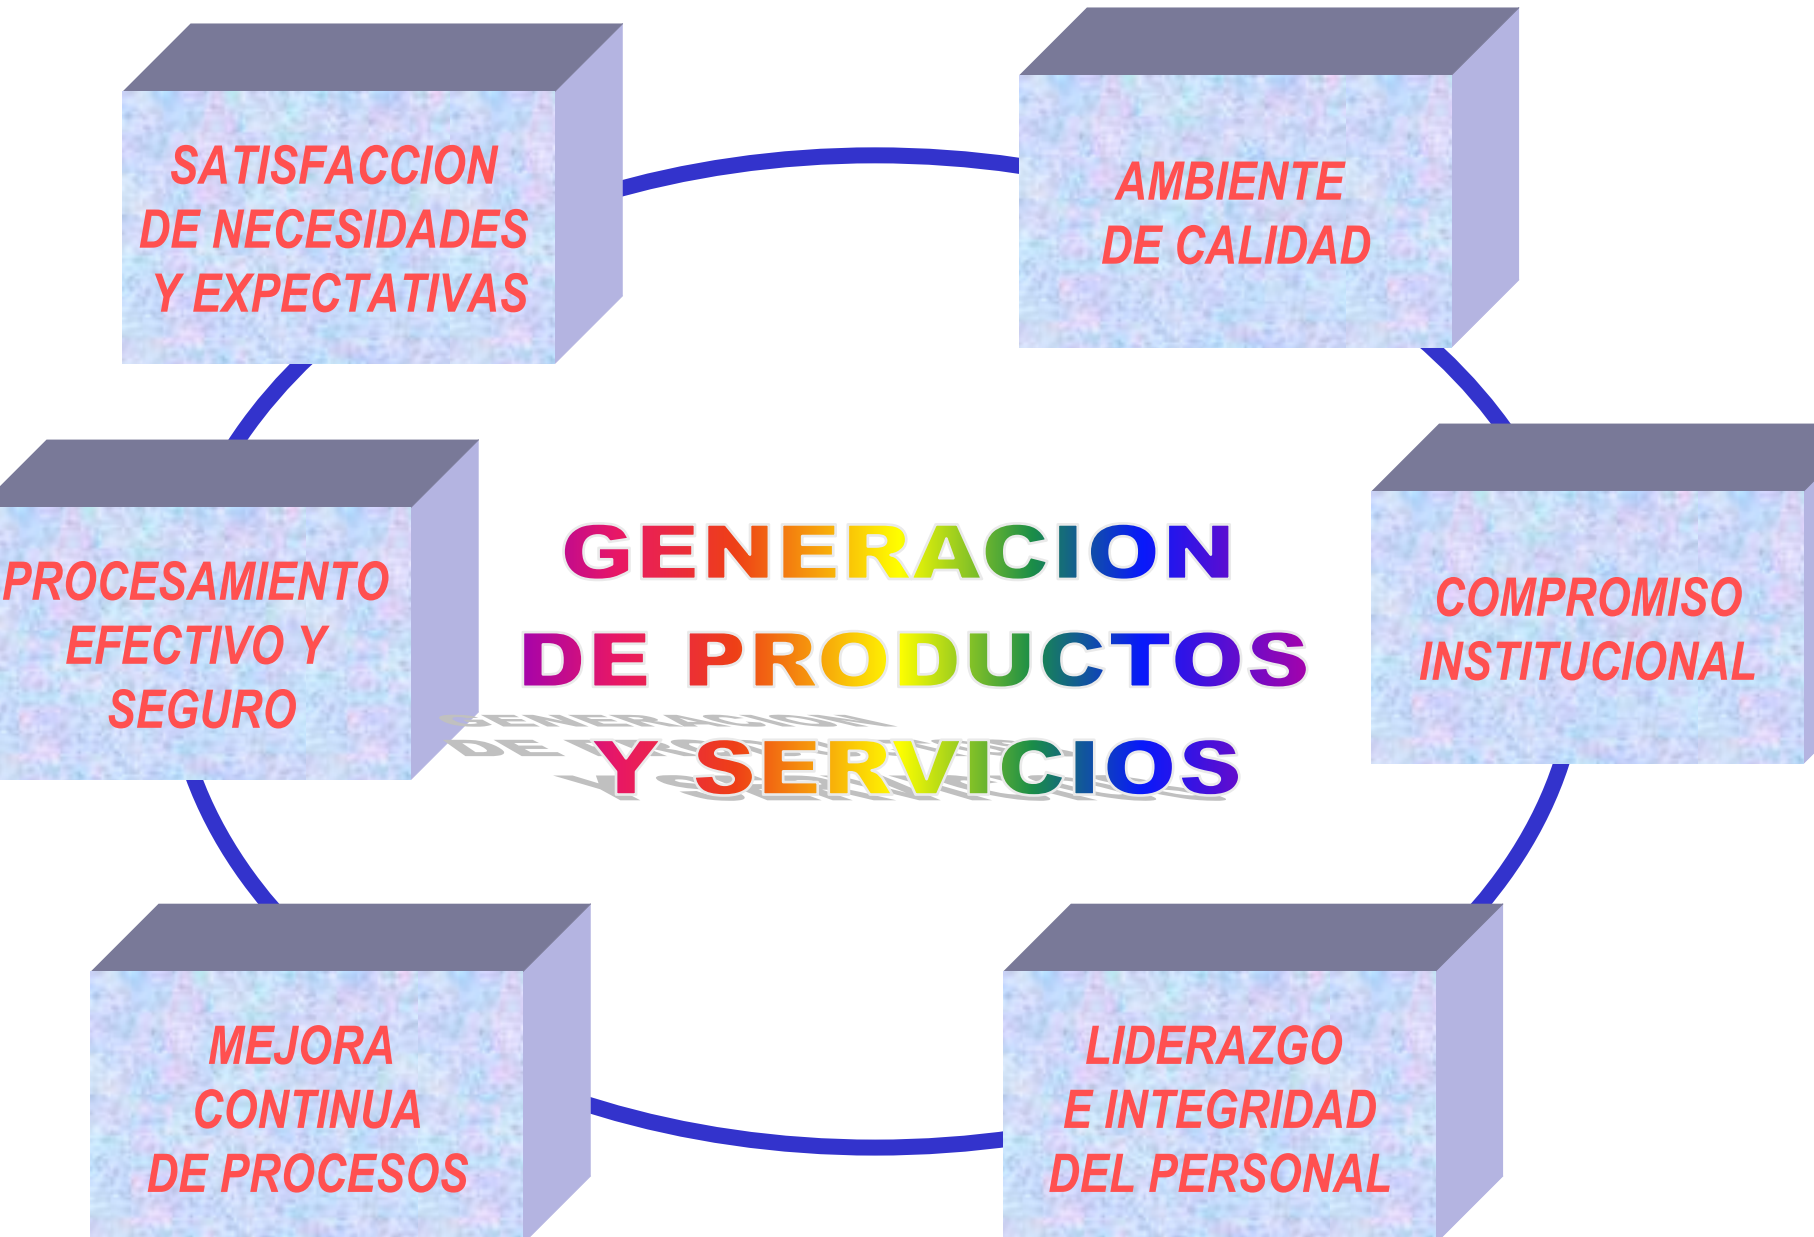 SATISFACCION
DE NECESIDADES
Y EXPECTATIVAS
AMBIENTE
DE CALIDAD
PROCESAMIENTO
EFECTIVO Y
SEGURO
GENERACION
DE PRODUCTOS
Y SERVICIOS
COMPROMISO
INSTITUCIONAL
MEJORA
CONTINUA
DE PROCESOS
LIDERAZGO
E INTEGRIDAD
DEL PERSONAL